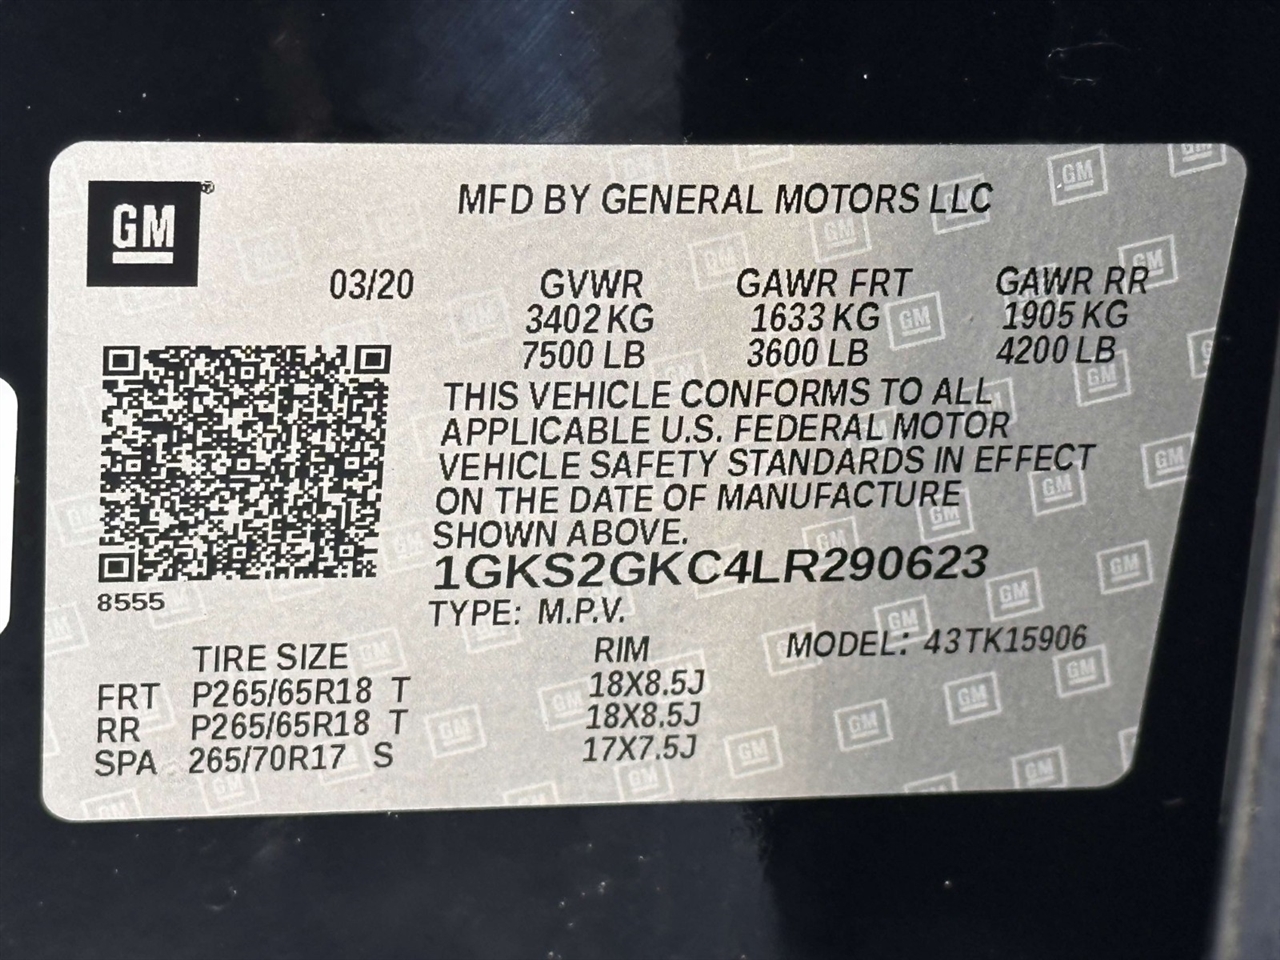 GM®
MFD BY GENERAL MOTORS LLC
03/20 GVWR GAWR FRT GAWR RR
3402 KG 1633 KG 1905 KG
7500 LB 3600 LB 4200 LB
THIS VEHICLE CONFORMS TO ALL
APPLICABLE U.S. FEDERAL MOTOR
VEHICLE SAFETY STANDARDS IN EFFECT
ON THE DATE OF MANUFACTURE
SHOWN ABOVE.
1GKS2GKC4LR290623
8555
TYPE: M.P.V.
TIRE SIZE RIM MODEL: 43TK15906
FRT P265/65R18 T 18X8.5J
RR P265/65R18 T 18X8.5J
SPA 265/70R17 S 17X7.5J